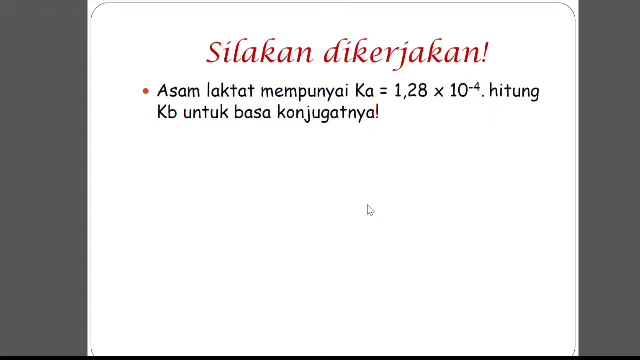 Silakan dikerjakan!
• Asam laktat mempunyai Ka = 1,28 x 10⁻⁴. hitung
Kb untuk basa konjugatnya!